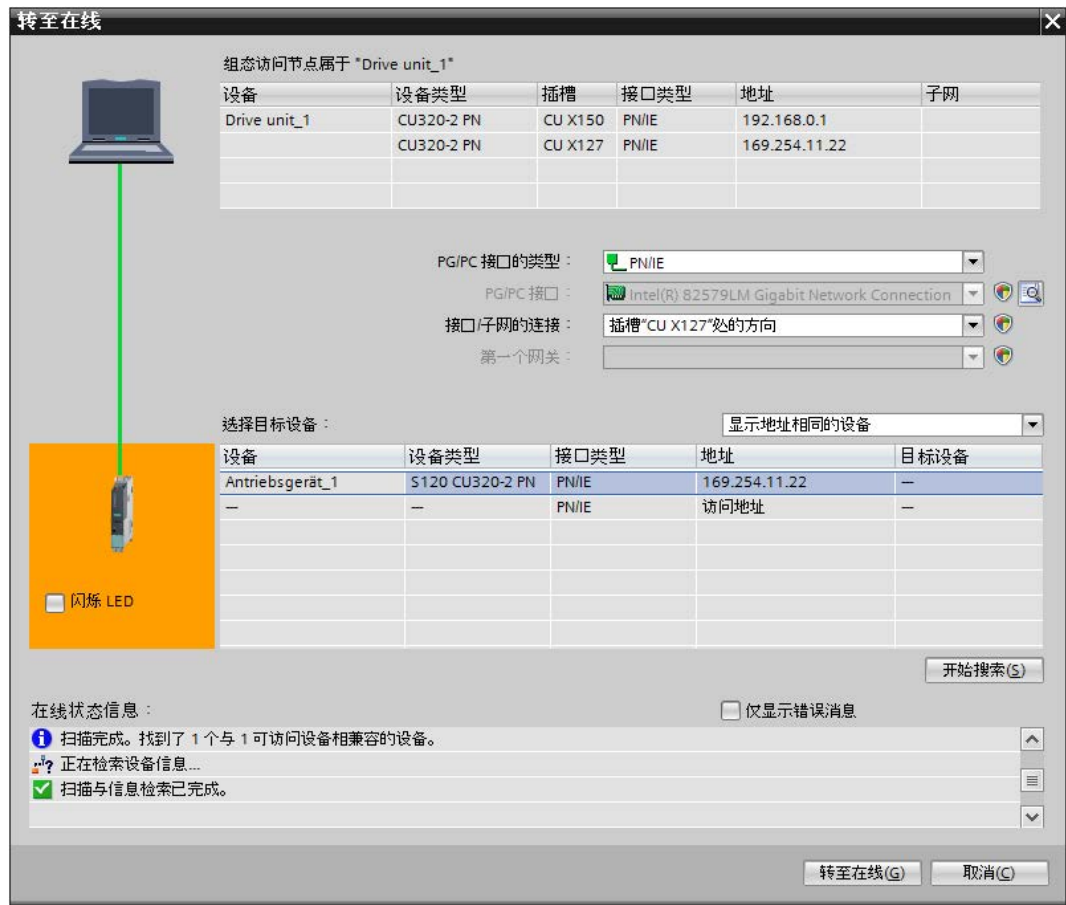 转至在线
组态访问节点属于 "Drive unit_1"
设备 设备类型 插槽 接口类型 地址 子网
Drive unit_1 CU320-2 PN CU X150 PN/IE 192.168.0.1
CU320-2 PN CU X127 PN/IE 169.254.11.22
PG/PC 接口的类型： PN/IE
PG/PC 接口： Intel(R) 82579LM Gigabit Network Connection
接口/子网的连接： 插槽"CU X127"处的方向
第一个网关：
选择目标设备： 显示地址相同的设备
设备 设备类型 接口类型 地址 目标设备
Antriebsgerät_1 S120 CU320-2 PN PN/IE 169.254.11.22 —
— — PN/IE 访问地址 —
闪烁 LED
开始搜索(S)
在线状态信息： 仅显示错误消息
扫描完成。找到了 1 个与 1 可访问设备相兼容的设备。
正在检索设备信息...
扫描与信息检索已完成。
转至在线(G) 取消(C)